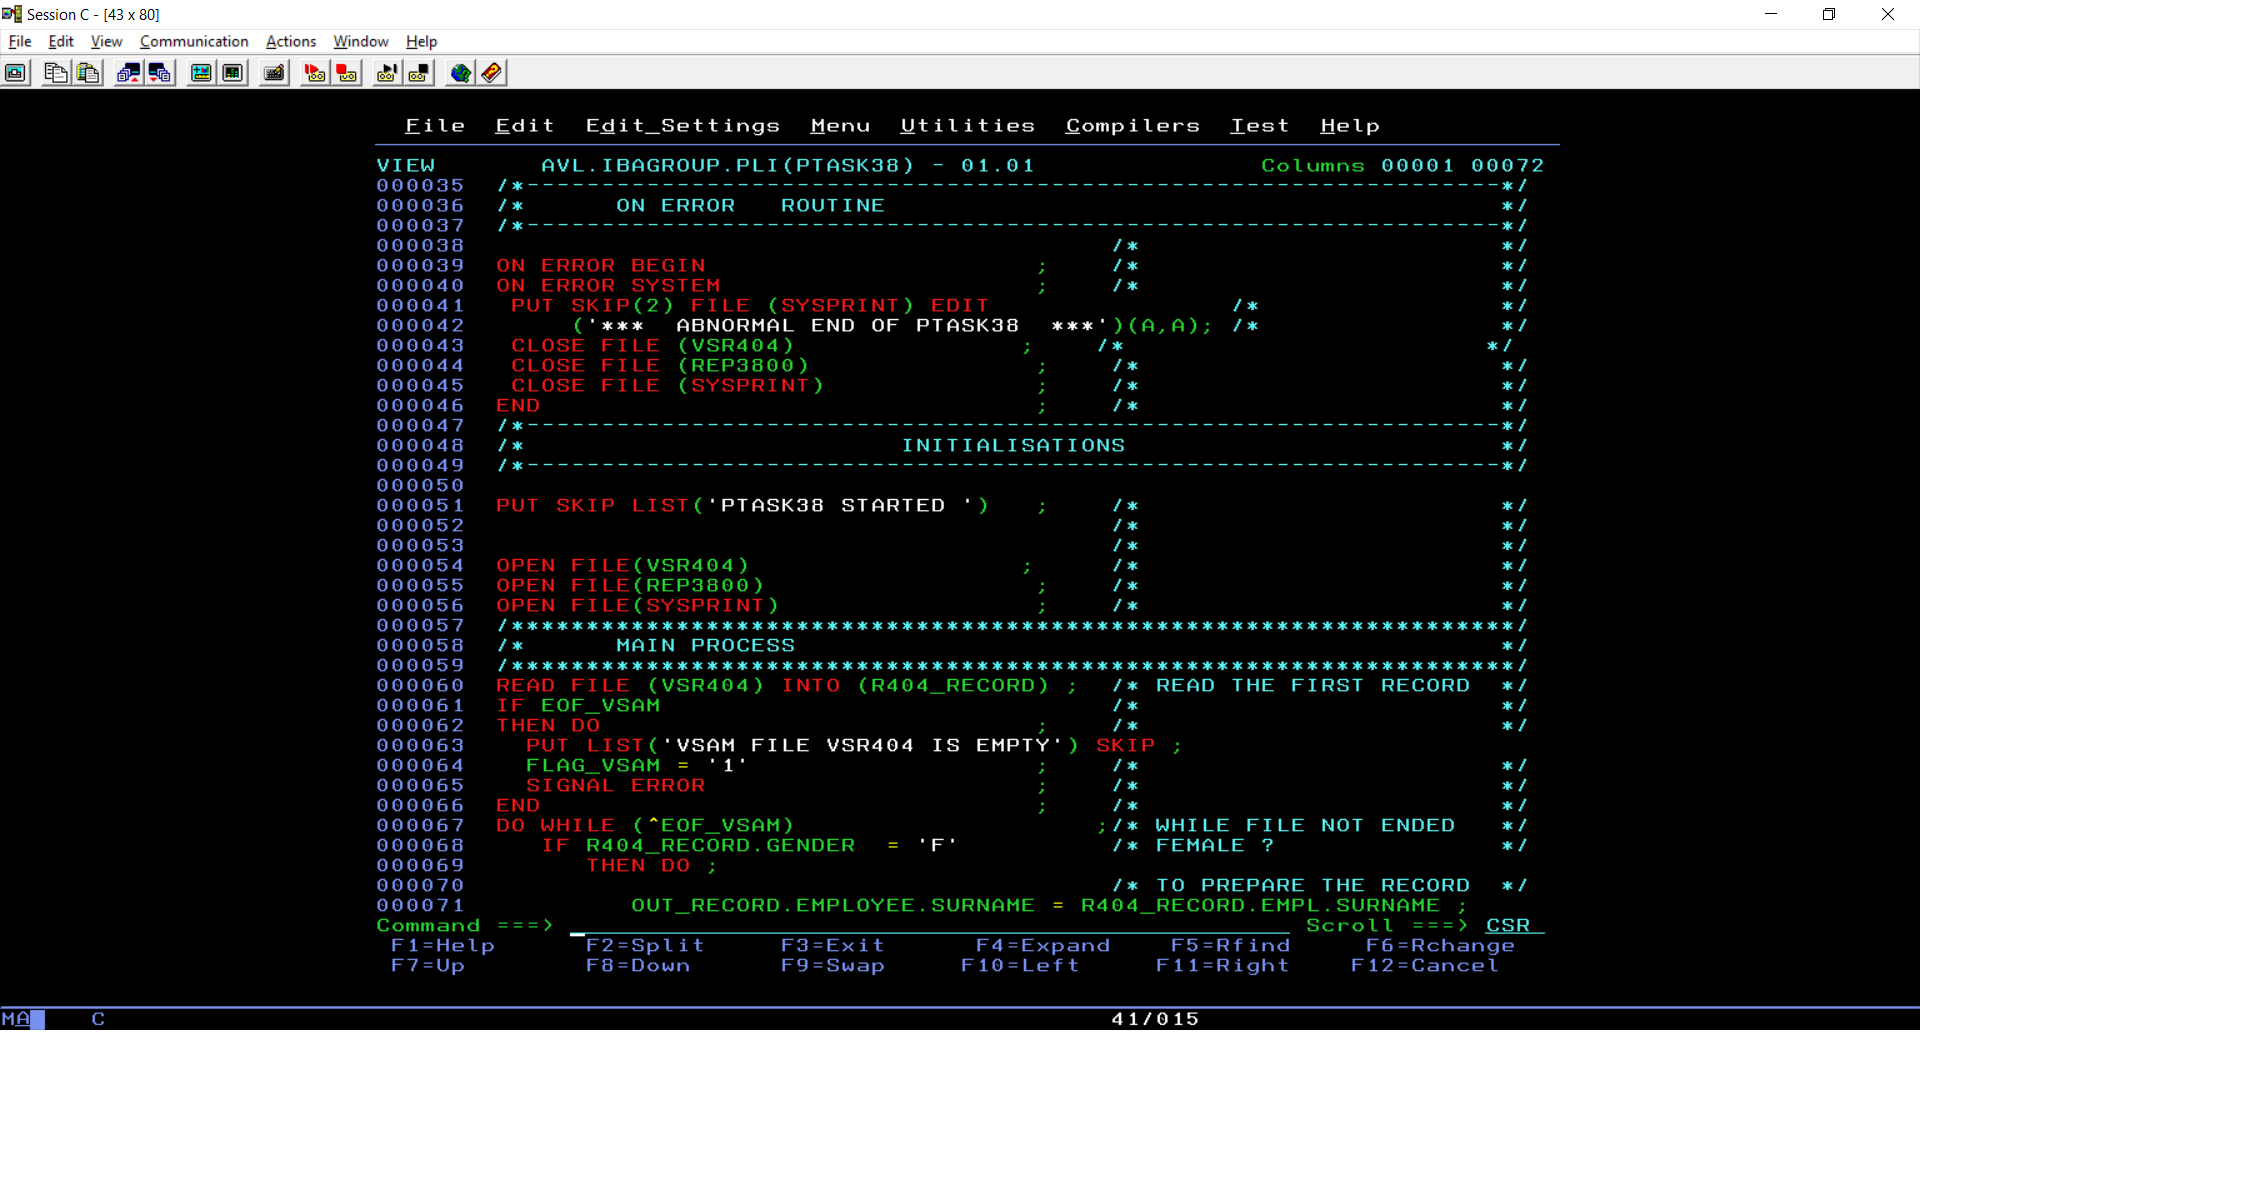 Session C - [43 x 80]
File Edit View Communication Actions Window Help
File Edit Edit_Settings Menu Utilities Compilers Test Help
VIEW AVL.IBAGROUP.PLI(PTASK38) - 01.01 Columns 00001 00072
000035 /*-----------------------------------------------------------------*/
000036 /* ON ERROR ROUTINE */
000037 /*-----------------------------------------------------------------*/
000038 /* */
000039 ON ERROR BEGIN ; /* */
000040 ON ERROR SYSTEM ; /* */
000041 PUT SKIP(2) FILE (SYSPRINT) EDIT /* */
000042 ('*** ABNORMAL END OF PTASK38 ***')(A,A); /* */
000043 CLOSE FILE (VSR404) ; /* */
000044 CLOSE FILE (REP3800) ; /* */
000045 CLOSE FILE (SYSPRINT) ; /* */
000046 END ; /* */
000047 /*-----------------------------------------------------------------*/
000048 /* INITIALISATIONS */
000049 /*-----------------------------------------------------------------*/
000050
000051 PUT SKIP LIST('PTASK38 STARTED ') ; /* */
000052 /* */
000053 /* */
000054 OPEN FILE(VSR404) ; /* */
000055 OPEN FILE(REP3800) ; /* */
000056 OPEN FILE(SYSPRINT) ; /* */
000057 /*******************************************************************/
000058 /* MAIN PROCESS */
000059 /*******************************************************************/
000060 READ FILE (VSR404) INTO (R404_RECORD) ; /* READ THE FIRST RECORD */
000061 IF EOF_VSAM /* */
000062 THEN DO ; /* */
000063 PUT LIST('VSAM FILE VSR404 IS EMPTY') SKIP ;
000064 FLAG_VSAM = '1' ; /* */
000065 SIGNAL ERROR ; /* */
000066 END ; /* */
000067 DO WHILE (^EOF_VSAM) ;/* WHILE FILE NOT ENDED */
000068 IF R404_RECORD.GENDER = 'F' /* FEMALE ? */
000069 THEN DO ;
000070 /* TO PREPARE THE RECORD */
000071 OUT_RECORD.EMPLOYEE.SURNAME = R404_RECORD.EMPL.SURNAME ;
Command ===> Scroll ===> CSR
F1=Help F2=Split F3=Exit F4=Expand F5=Rfind F6=Rchange
F7=Up F8=Down F9=Swap F10=Left F11=Right F12=Cancel
MA C 41/015